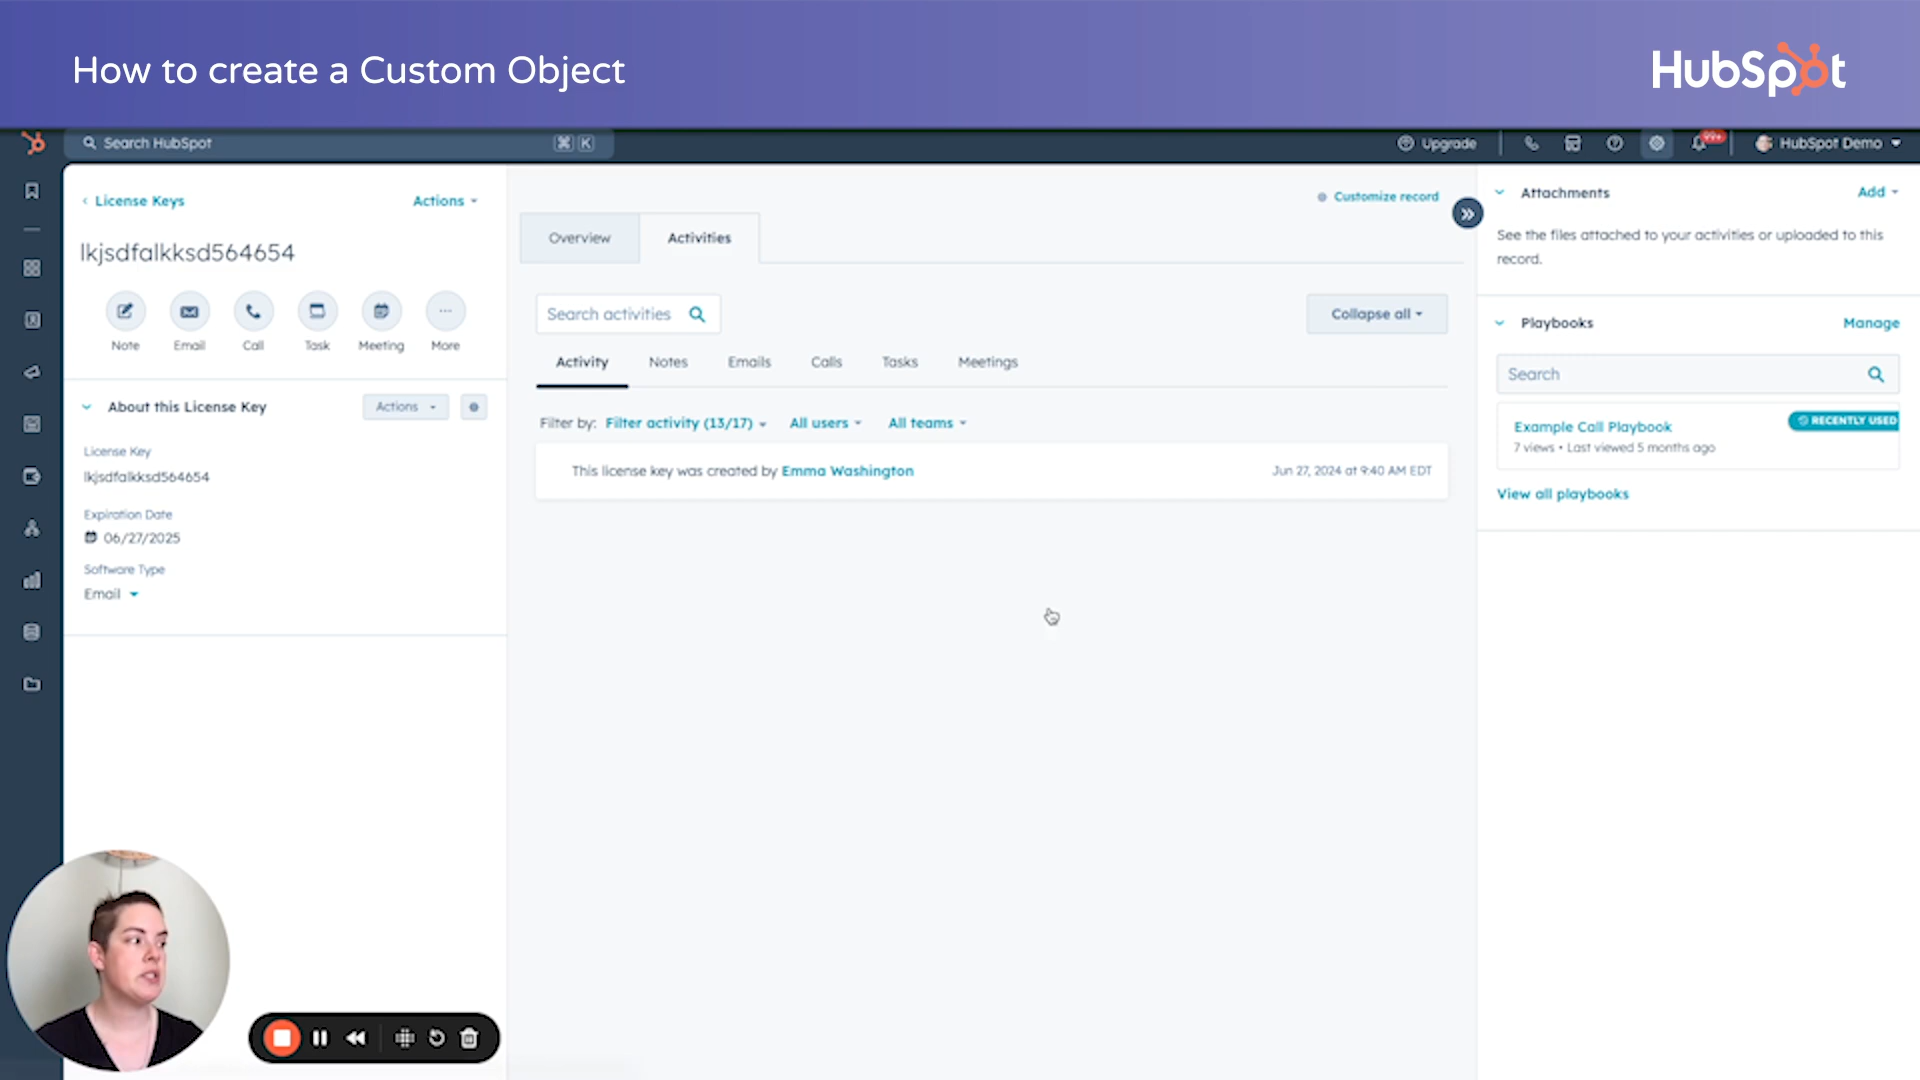 How to create a Custom Object
HubSpot
Search HubSpot
⌘ K
Upgrade
99+
HubSpot Demo
License Keys
Actions
lkjsdfalkksd564654
Note
Email
Call
Task
Meeting
More
About this License Key
Actions
License Key
lkjsdfalkksd564654
Expiration Date
06/27/2025
Software Type
Email
Customize record
Overview
Activities
Search activities
Collapse all
Activity
Notes
Emails
Calls
Tasks
Meetings
Filter by: Filter activity (13/17)
All users
All teams
This license key was created by Emma Washington
Jun 27, 2024 at 9:40 AM EDT
Attachments
Add
See the files attached to your activities or uploaded to this
record.
Playbooks
Manage
Search
RECENTLY USED
Example Call Playbook
7 views • Last viewed 5 months ago
View all playbooks